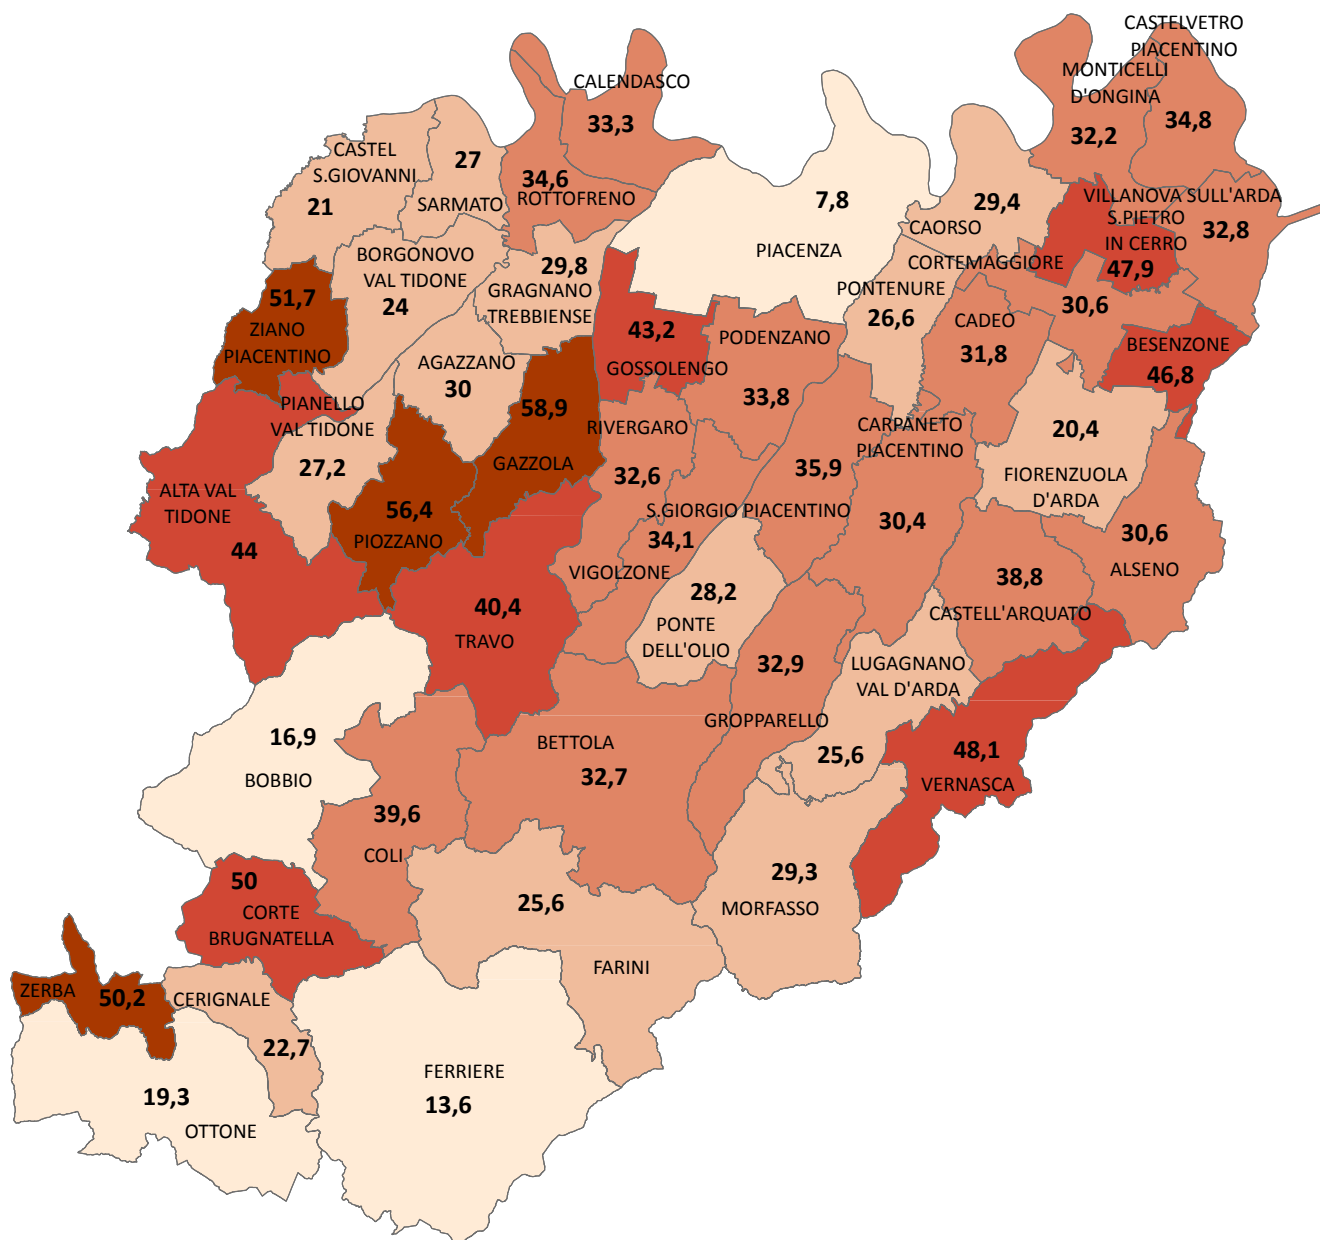 CASTELVETRO
PIACENTINO
MONTICELLI
D'ONGINA
32,2
34,8
CALENDASCO
33,3
CASTEL
S.GIOVANNI
21
27
SARMATO
34,6
ROTTOFRENO
7,8
PIACENZA
29,4
CAORSO
VILLANOVA SULL'ARDA
32,8
S.PIETRO
IN CERRO
47,9
CORTEMAGGIORE
30,6
BORGONOVO
VAL TIDONE
24
29,8
GRAGNANO
TREBBIENSE
PONTENURE
26,6
51,7
ZIANO
PIACENTINO
43,2
GOSSOLENGO
PODENZANO
33,8
CADEO
31,8
BESENZONE
46,8
AGAZZANO
30
PIANELLO
VAL TIDONE
27,2
58,9
GAZZOLA
RIVERGARO
32,6
CARPANETO
PIACENTINO
30,4
20,4
FIORENZUOLA
D'ARDA
35,9
S.GIORGIO PIACENTINO
ALTA VAL
TIDONE
44
56,4
PIOZZANO
34,1
VIGOLZONE
30,6
ALSENO
38,8
CASTELL'ARQUATO
40,4
TRAVO
28,2
PONTE
DELL'OLIO
32,9
GROPPARELLO
LUGAGNANO
VAL D'ARDA
25,6
16,9
BOBBIO
BETTOLA
32,7
48,1
VERNASCA
39,6
COLI
50
CORTE
BRUGNATELLA
25,6
FARINI
29,3
MORFASSO
ZERBA
50,2
CERIGNALE
22,7
FERRIERE
13,6
19,3
OTTONE